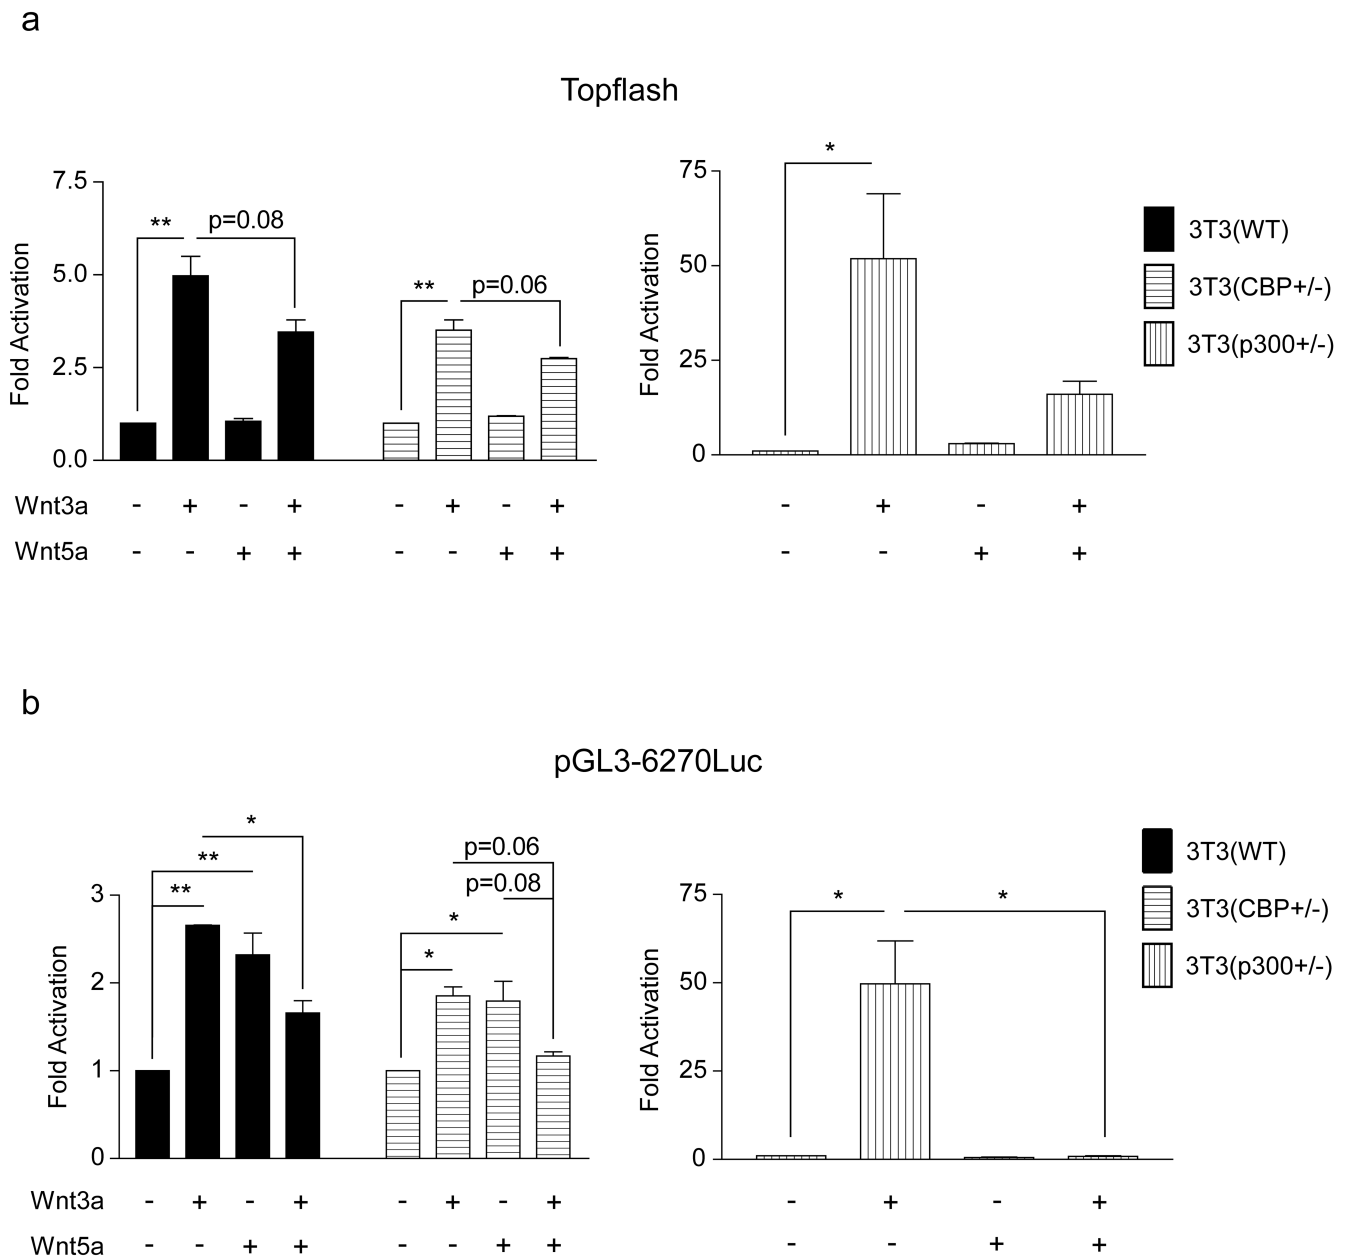 a
Topflash
Fold Activation
7.5
5.0
2.5
0.0
** p=0.08
** p=0.06
Fold Activation
75
50
25
0
*
3T3(WT)
3T3(CBP+/-)
3T3(p300+/-)
Wnt3a - + - + - + - + - + - +
Wnt5a - - + + - - + + - - + +
b
pGL3-6270Luc
Fold Activation
3
2
1
0
*
**
**
p=0.06
p=0.08
*
*
Fold Activation
75
50
25
0
* *
3T3(WT)
3T3(CBP+/-)
3T3(p300+/-)
Wnt3a - + - + - + - + - + - +
Wnt5a - - + + - - + + - - + +